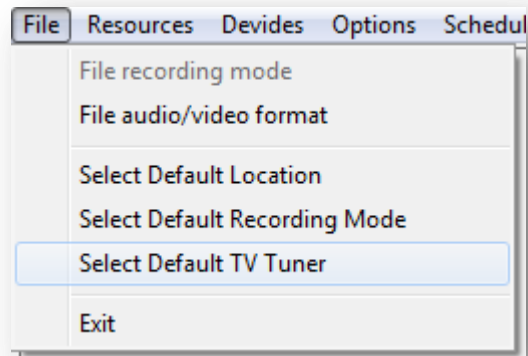 File Resources Devides Options Schedul
File recording mode
File audio/video format
Select Default Location
Select Default Recording Mode
Select Default TV Tuner
Exit